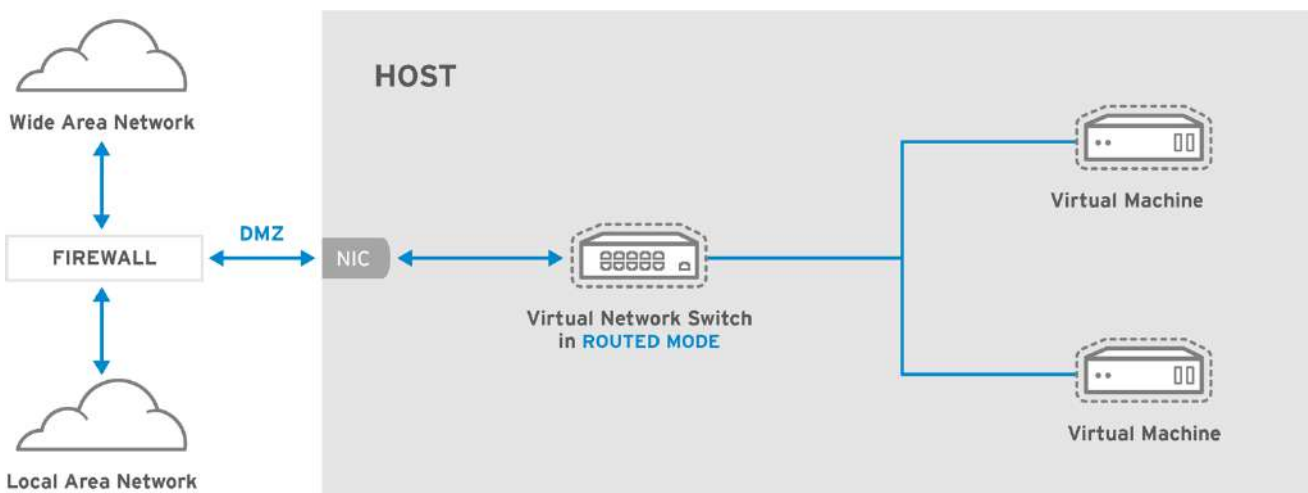 HOST
Wide Area Network
Virtual Machine
DMZ
FIREWALL
NIC
Virtual Network Switch
in ROUTED MODE
Virtual Machine
Local Area Network